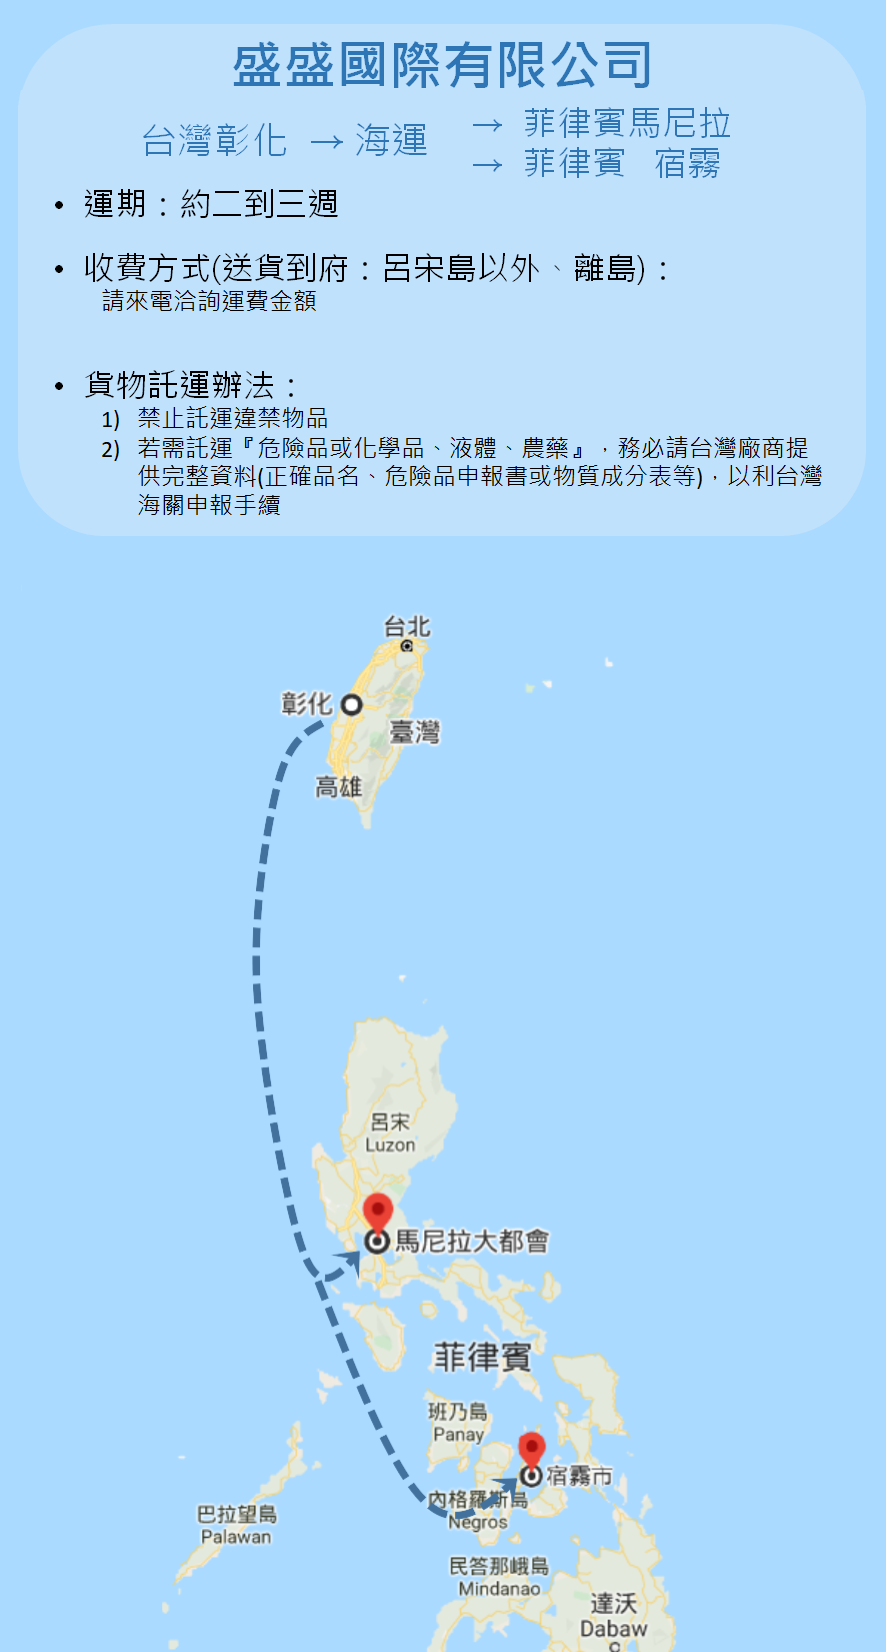 盛盛國際有限公司
台灣彰化 → 海運
→ 菲律賓馬尼拉
→ 菲律賓 宿霧
• 運期：約二到三週
• 收費方式(送貨到府：呂宋島以外、離島)：
請來電洽詢運費金額
• 貨物託運辦法：
1) 禁止託運違禁物品
2) 若需託運『危險品或化學品、液體、農藥』，務必請台灣廠商提
供完整資料(正確品名、危險品申報書或物質成分表等)，以利台灣
海關申報手續
台北
彰化
臺灣
高雄
呂宋
Luzon
馬尼拉大都會
菲律賓
班乃島
Panay
宿霧市
內格羅斯島
Negros
巴拉望島
Palawan
民答那峨島
Mindanao
達沃
Dabaw